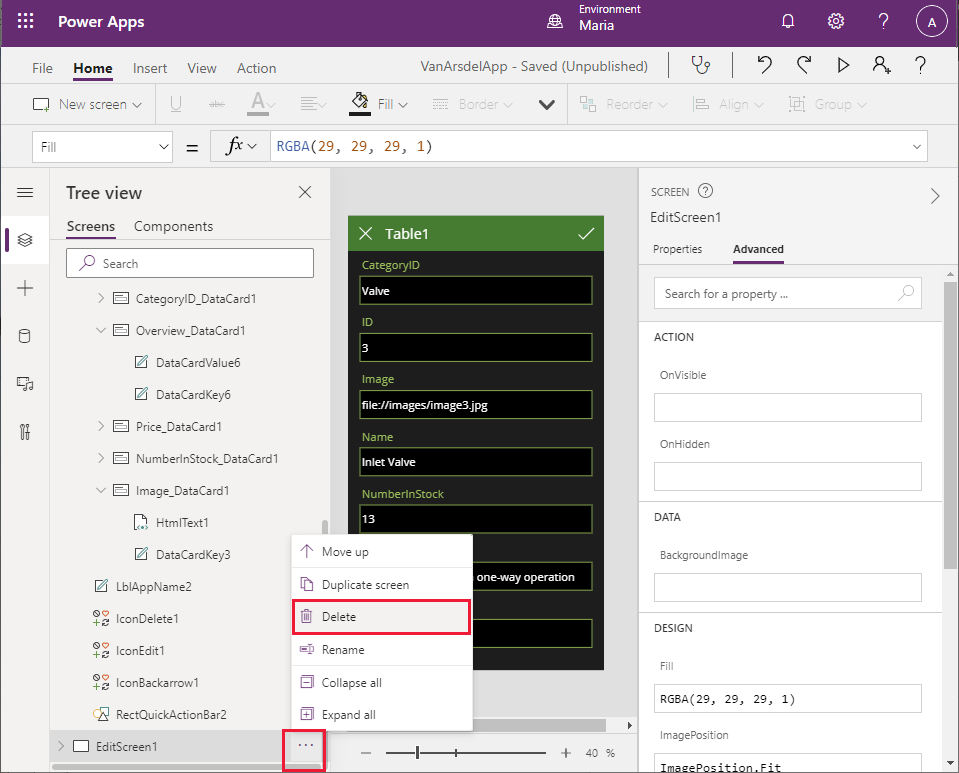 Power Apps
Environment
Maria
A
File Home Insert View Action
VanArsdelApp - Saved (Unpublished)
New screen U abc A Fill Border Reorder Align Group
Fill = fx RGBA(29, 29, 29, 1)
Tree view
Screens Components
Search
CategoryID_DataCard1
Overview_DataCard1
DataCardValue6
DataCardKey6
Price_DataCard1
NumberInStock_DataCard1
Image_DataCard1
HtmlText1
DataCardKey3
LblAppName2
IconDelete1
IconEdit1
IconBackarrow1
RectQuickActionBar2
EditScreen1 ...
Move up
Duplicate screen
Delete
Rename
Collapse all
Expand all
Table1
CategoryID
Valve
ID
3
Image
file://images/image3.jpg
Name
Inlet Valve
NumberInStock
13
one-way operation
40 %
SCREEN
EditScreen1
Properties Advanced
Search for a property ...
ACTION
OnVisible
OnHidden
DATA
BackgroundImage
DESIGN
Fill
RGBA(29, 29, 29, 1)
ImagePosition
ImagePosition.Fit